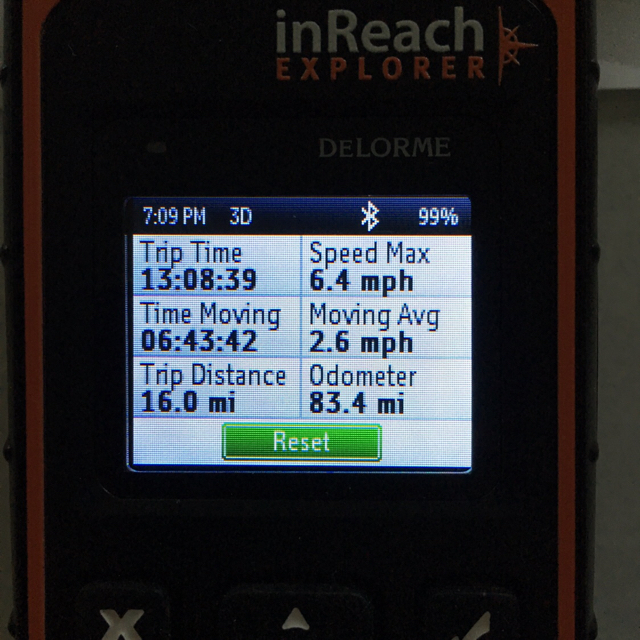 inReach
EXPLORER
DELORME
7:09 PM 3D 99%
Trip Time Speed Max
13:08:39 6.4 mph
Time Moving Moving Avg
06:43:42 2.6 mph
Trip Distance Odometer
16.0 mi 83.4 mi
Reset